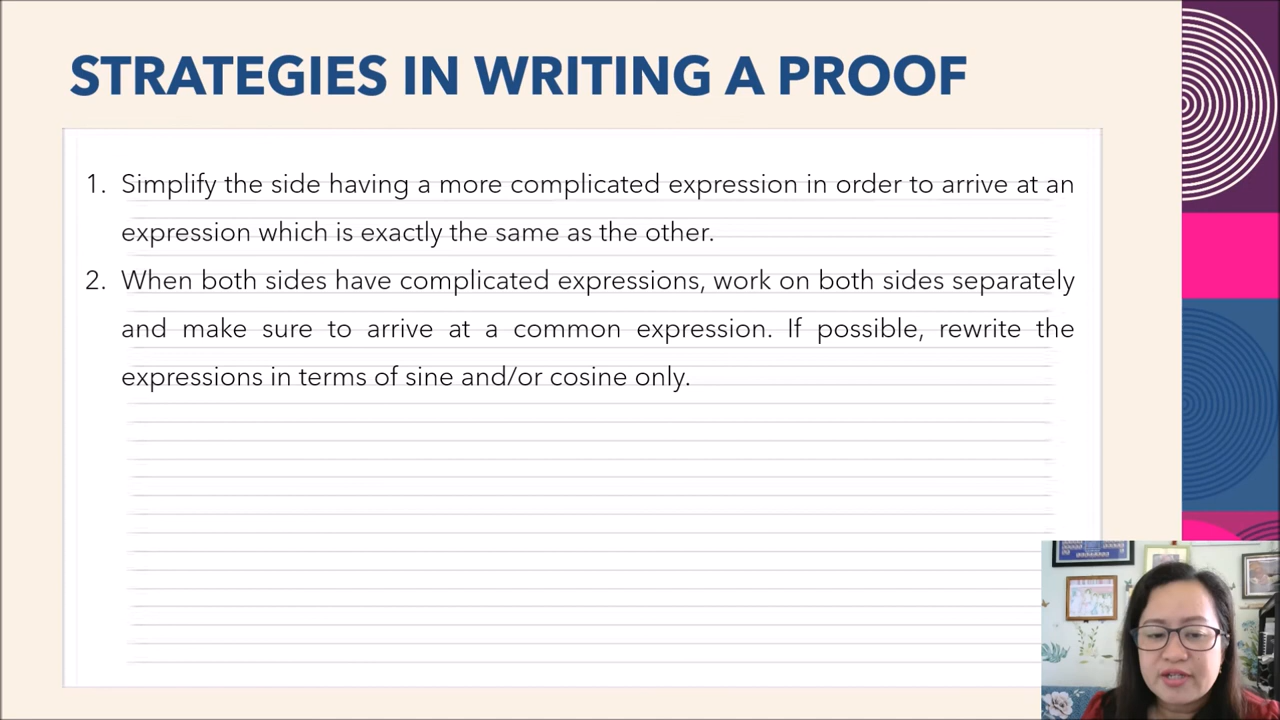 STRATEGIES IN WRITING A PROOF
1. Simplify the side having a more complicated expression in order to arrive at an
expression which is exactly the same as the other.
2. When both sides have complicated expressions, work on both sides separately
and make sure to arrive at a common expression. If possible, rewrite the
expressions in terms of sine and/or cosine only.